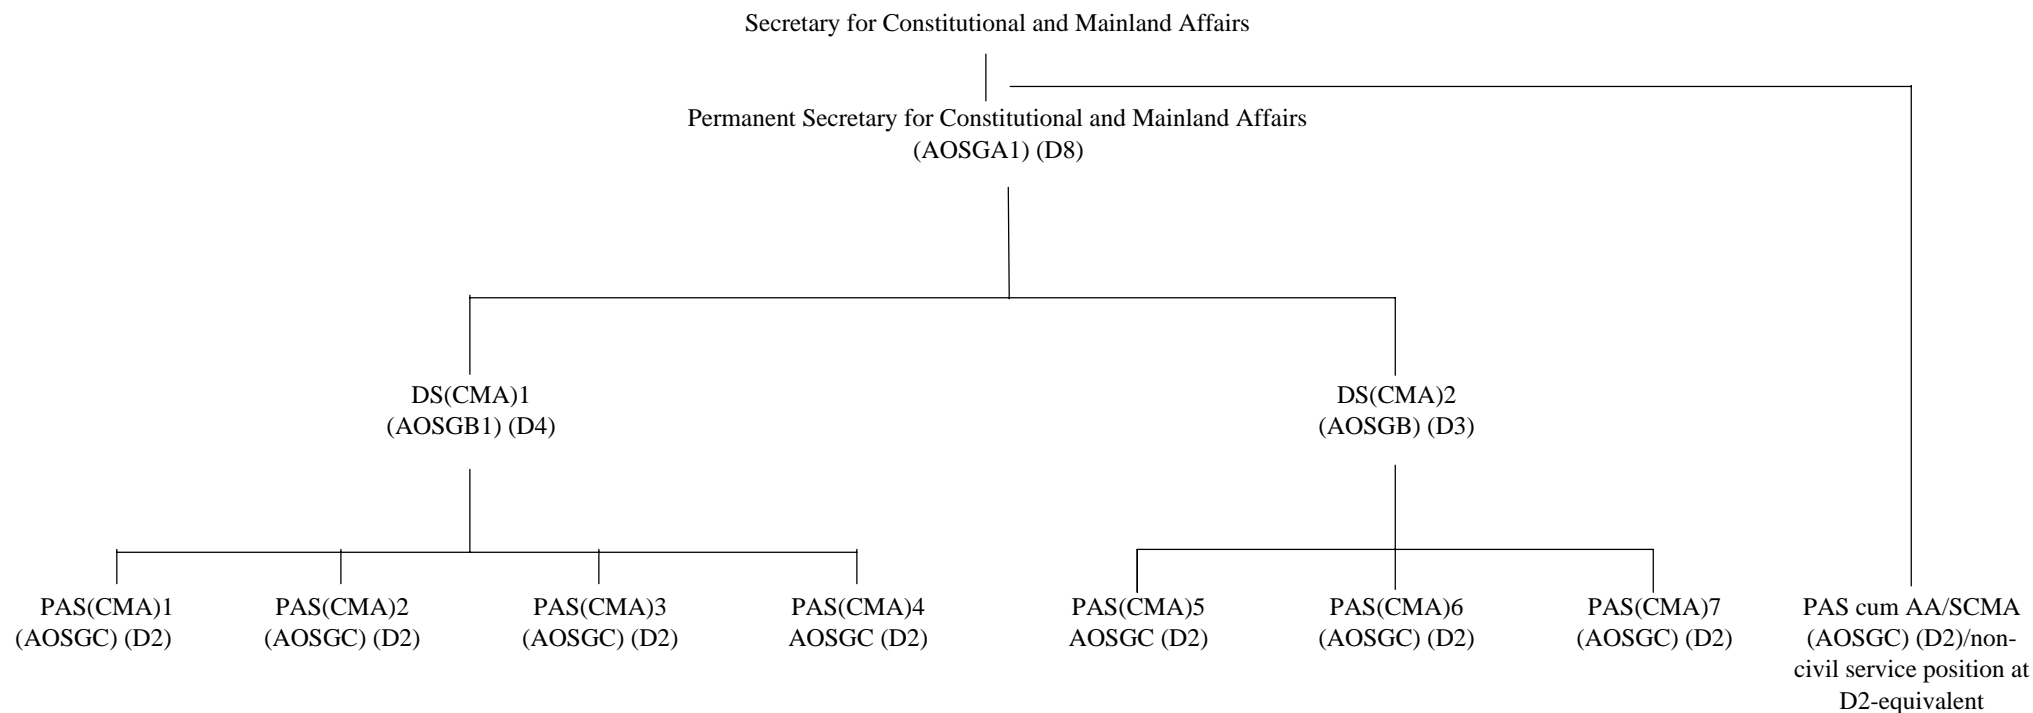 Secretary for Constitutional and Mainland Affairs
Permanent Secretary for Constitutional and Mainland Affairs
(AOSGA1) (D8)
DS(CMA)1
(AOSGB1) (D4)
DS(CMA)2
(AOSGB) (D3)
PAS(CMA)1
(AOSGC) (D2)
PAS(CMA)2
(AOSGC) (D2)
PAS(CMA)3
(AOSGC) (D2)
PAS(CMA)4
AOSGC (D2)
PAS(CMA)5
AOSGC (D2)
PAS(CMA)6
(AOSGC) (D2)
PAS(CMA)7
(AOSGC) (D2)
PAS cum AA/SCMA
(AOSGC) (D2)/non-
civil service position at
D2-equivalent